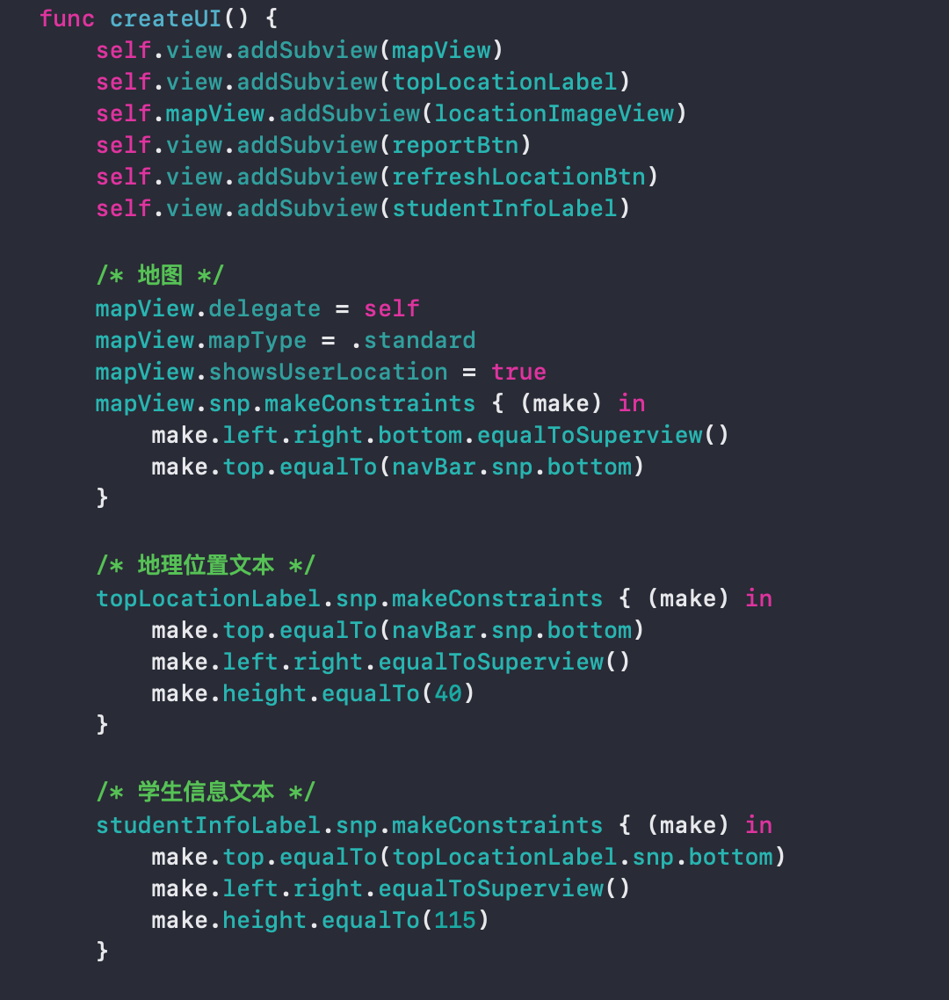 func createUI() {
    self.view.addSubview(mapView)
    self.view.addSubview(topLocationLabel)
    self.mapView.addSubview(locationImageView)
    self.view.addSubview(reportBtn)
    self.view.addSubview(refreshLocationBtn)
    self.view.addSubview(studentInfoLabel)

    /* 地图 */
    mapView.delegate = self
    mapView.mapType = .standard
    mapView.showsUserLocation = true
    mapView.snp.makeConstraints { (make) in
        make.left.right.bottom.equalToSuperview()
        make.top.equalTo(navBar.snp.bottom)
    }

    /* 地理位置文本 */
    topLocationLabel.snp.makeConstraints { (make) in
        make.top.equalTo(navBar.snp.bottom)
        make.left.right.equalToSuperview()
        make.height.equalTo(40)
    }

    /* 学生信息文本 */
    studentInfoLabel.snp.makeConstraints { (make) in
        make.top.equalTo(topLocationLabel.snp.bottom)
        make.left.right.equalToSuperview()
        make.height.equalTo(115)
    }